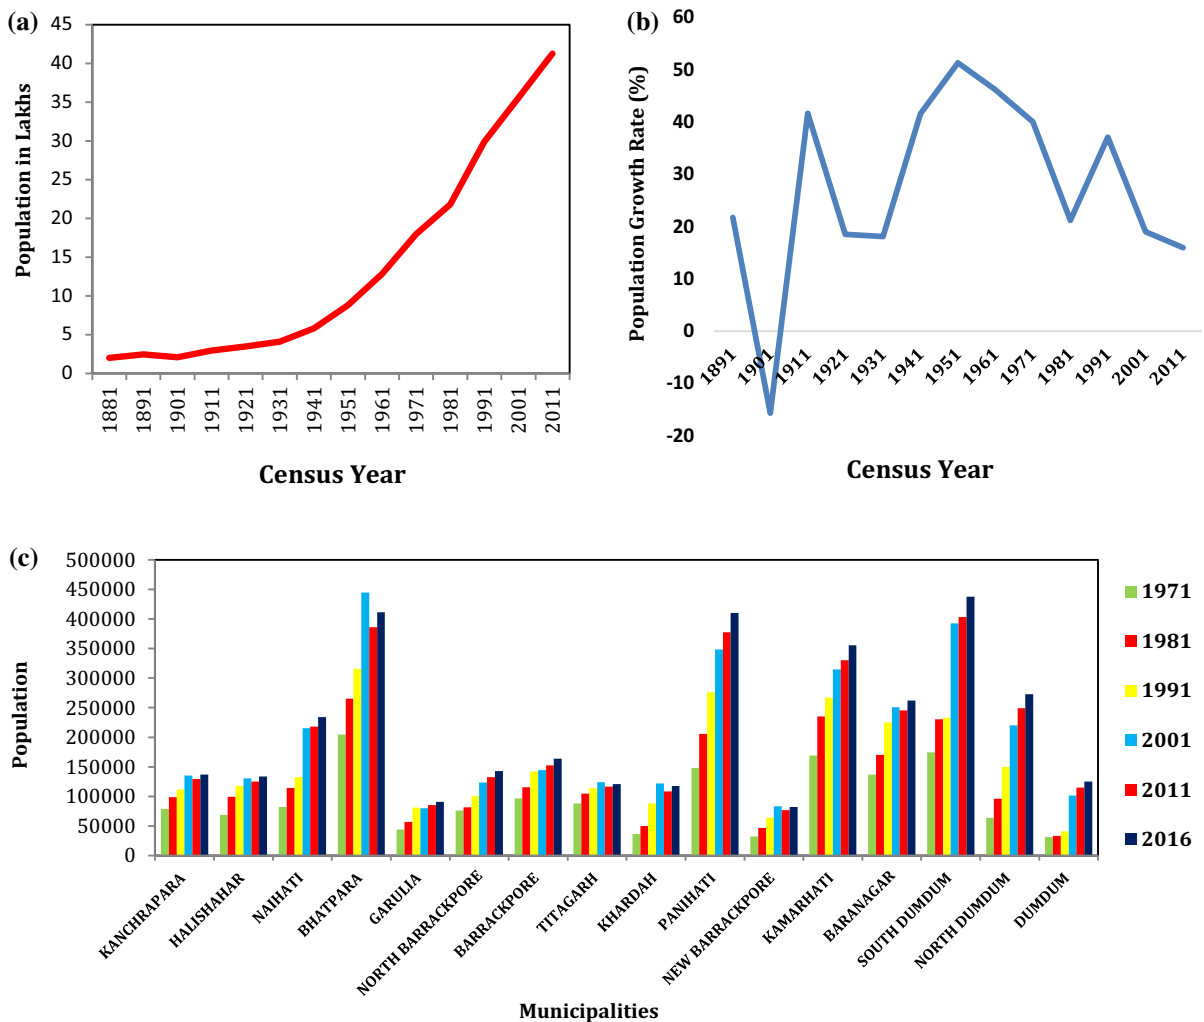 (a)
45
40
35
30
25
20
15
10
5
0
Population in Lakhs
1881 1891 1901 1911 1921 1931 1941 1951 1961 1971 1981 1991 2001 2011
Census Year
(b)
60
50
40
30
20
10
0
-10
-20
Population Growth Rate (%)
1891 1901 1911 1921 1931 1941 1951 1961 1971 1981 1991 2001 2011
Census Year
(c)
500000
450000
400000
350000
300000
250000
200000
150000
100000
50000
0
Population
KANCHRAPARA
HALISHAHAR
NAIHATI
BHATPARA
GARULIA
NORTH BARRACKPORE
BARRACKPORE
TITAGARH
KHARDAH
PANIHATI
NEW BARRACKPORE
KAMARHATI
BARANAGAR
SOUTH DUMDUM
NORTH DUMDUM
DUMDUM
Municipalities
1971
1981
1991
2001
2011
2016